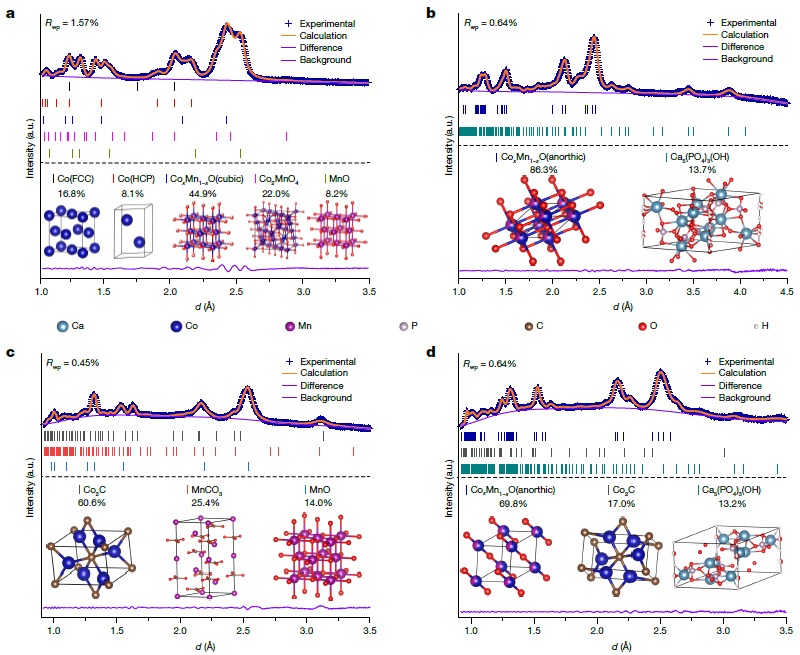 a
R_wp = 1.57%
Experimental
Calculation
Difference
Background
Intensity (a.u.)
Co(FCC)
16.8%
Co(HCP)
8.1%
CoₓMn₁₋ₓO(cubic)
44.9%
Co₂MnO₄
22.0%
MnO
8.2%
1.0 1.5 2.0 2.5 3.0 3.5
d (Å)
b
R_wp = 0.64%
Experimental
Calculation
Difference
Background
Intensity (a.u.)
CoₓMn₁₋ₓO(anorthic)
86.3%
Ca₅(PO₄)₃(OH)
13.7%
1.0 1.5 2.0 2.5 3.0 3.5 4.0 4.5
d (Å)
Ca Co Mn P C O H
c
R_wp = 0.45%
Experimental
Calculation
Difference
Background
Intensity (a.u.)
Co₂C
60.6%
MnCO₃
25.4%
MnO
14.0%
1.0 1.5 2.0 2.5 3.0 3.5
d (Å)
d
R_wp = 0.64%
Experimental
Calculation
Difference
Background
Intensity (a.u.)
CoₓMn₁₋ₓO(anorthic)
69.8%
Co₂C
17.0%
Ca₅(PO₄)₃(OH)
13.2%
1.0 1.5 2.0 2.5 3.0 3.5
d (Å)